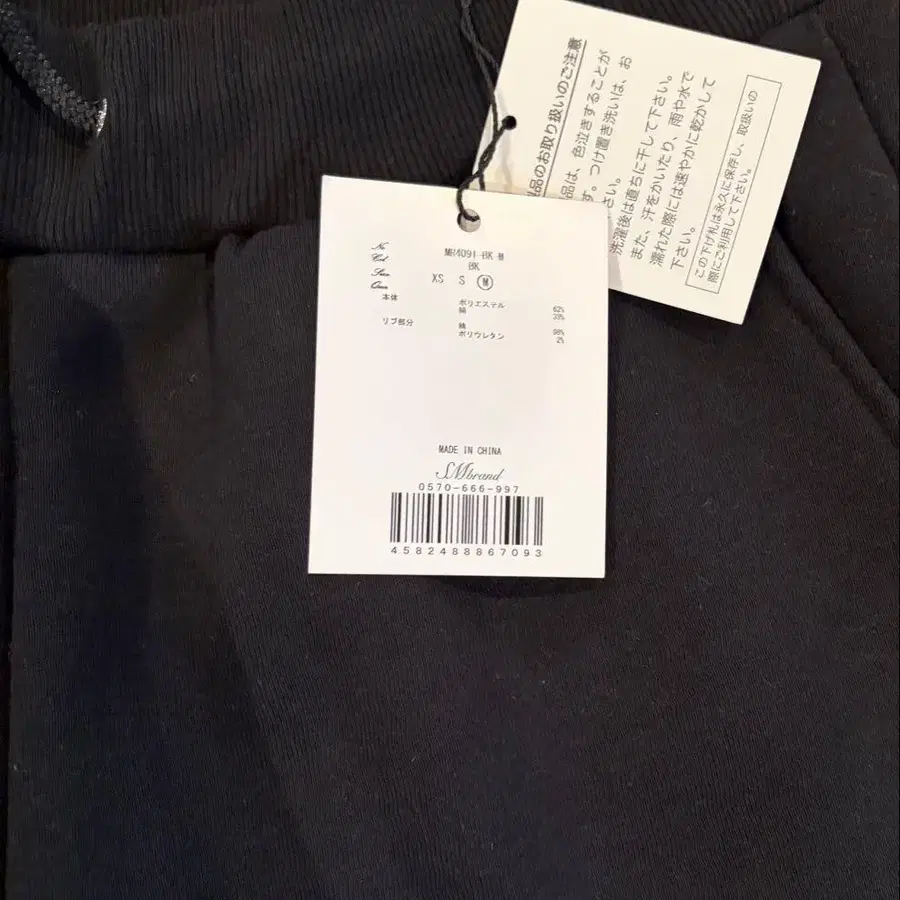 No MH4091-BK-M
Col BK
Size XS S M
Qua
本体 ポリエステル 62%
綿 38%
リブ部分 綿 98%
ポリウレタン 2%
MADE IN CHINA
SMbrand
0570-666-997
4582488867093
品のお取り扱いのご注意
品は、色泣きすることが
す。つけ置き洗いは、お
さい。
洗濯後は直ちに干して下さい。
また、汗をかいたり、雨や水で
濡れた際には速やかに乾かして
下さい。
この下げ札は永久に保存し、取扱いの
際にご利用して下さい。